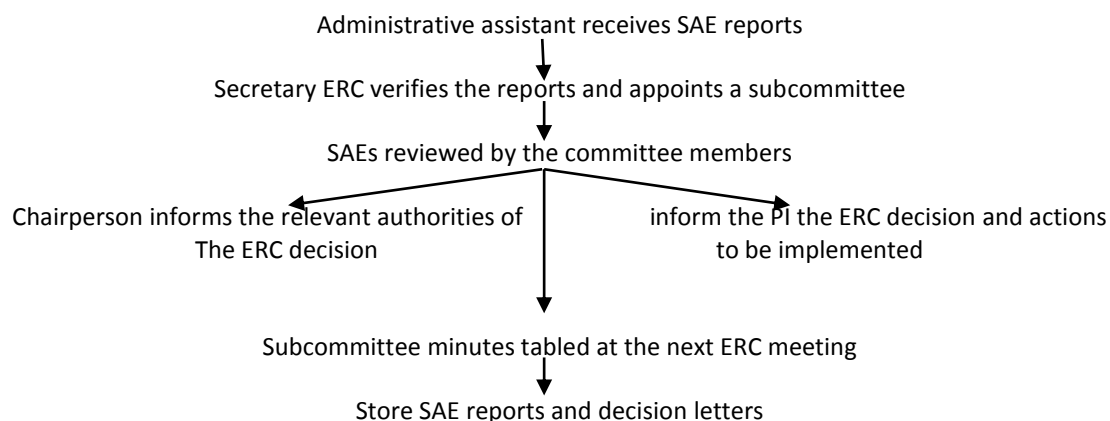 Administrative assistant receives SAE reports
Secretary ERC verifies the reports and appoints a subcommittee
SAEs reviewed by the committee members
Chairperson informs the relevant authorities of
The ERC decision
inform the PI the ERC decision and actions
to be implemented
Subcommittee minutes tabled at the next ERC meeting
Store SAE reports and decision letters